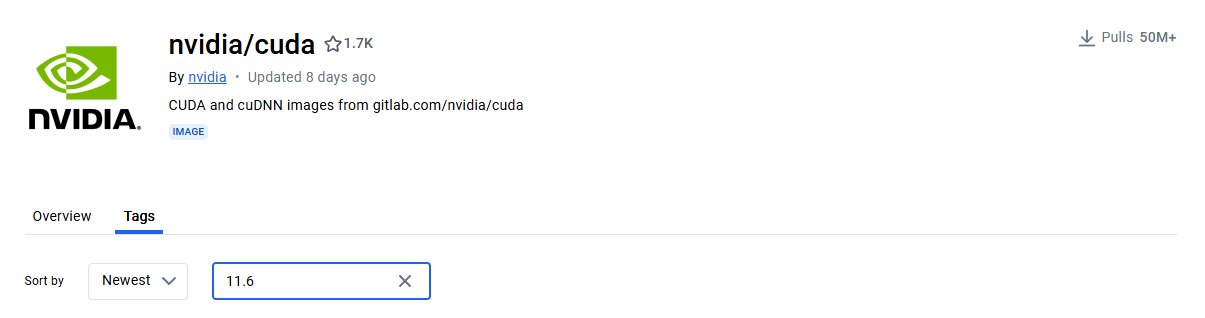 nvidia/cuda 1.7K
Pulls 50M+
By nvidia • Updated 8 days ago
CUDA and cuDNN images from gitlab.com/nvidia/cuda
IMAGE
NVIDIA.
Overview Tags
Sort by Newest 11.6